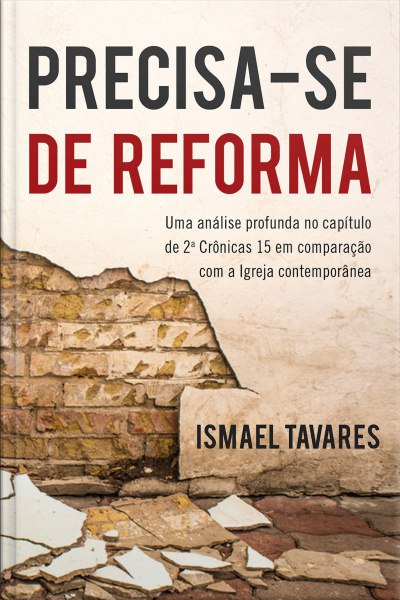 PRECISA-SE
DE REFORMA
Uma análise profunda no capítulo
de 2ª Crônicas 15 em comparação
com a Igreja contemporânea
ISMAEL TAVARES